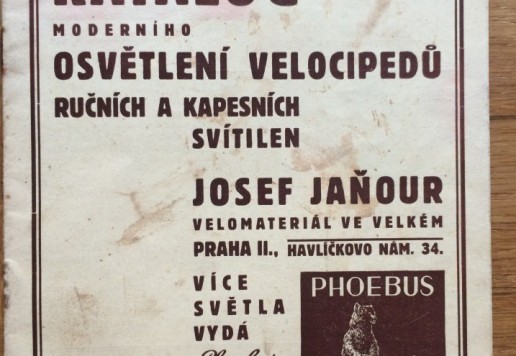 KATALOG
MODERNÍHO
OSVĚTLENÍ VELOCIPEDŮ
RUČNÍCH A KAPESNÍCH
SVÍTILEN
JOSEF JAŇOUR
VELOMATERIÁL VE VELKÉM
PRAHA II., HAVLÍČKOVO NÁM. 34.
VÍCE
SVĚTLA
VYDÁ
PHOEBUS